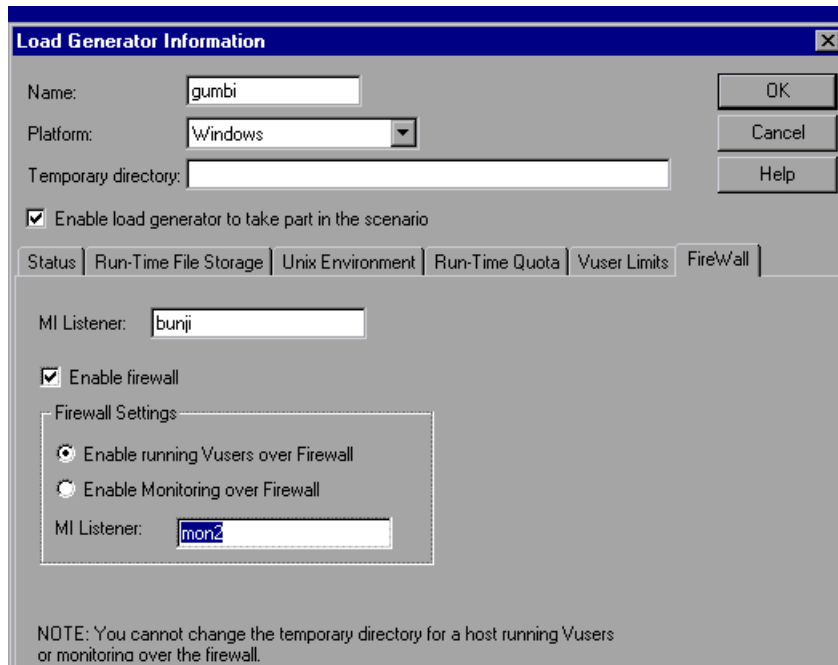 Load Generator Information
Name: gumbi
OK
Platform: Windows
Cancel
Temporary directory:
Help
Enable load generator to take part in the scenario
Status Run-Time File Storage Unix Environment Run-Time Quota Vuser Limits FireWall
MI Listener: bunji
Enable firewall
Firewall Settings
Enable running Vusers over Firewall
Enable Monitoring over Firewall
MI Listener: mon2
NOTE: You cannot change the temporary directory for a host running Vusers
or monitoring over the firewall.